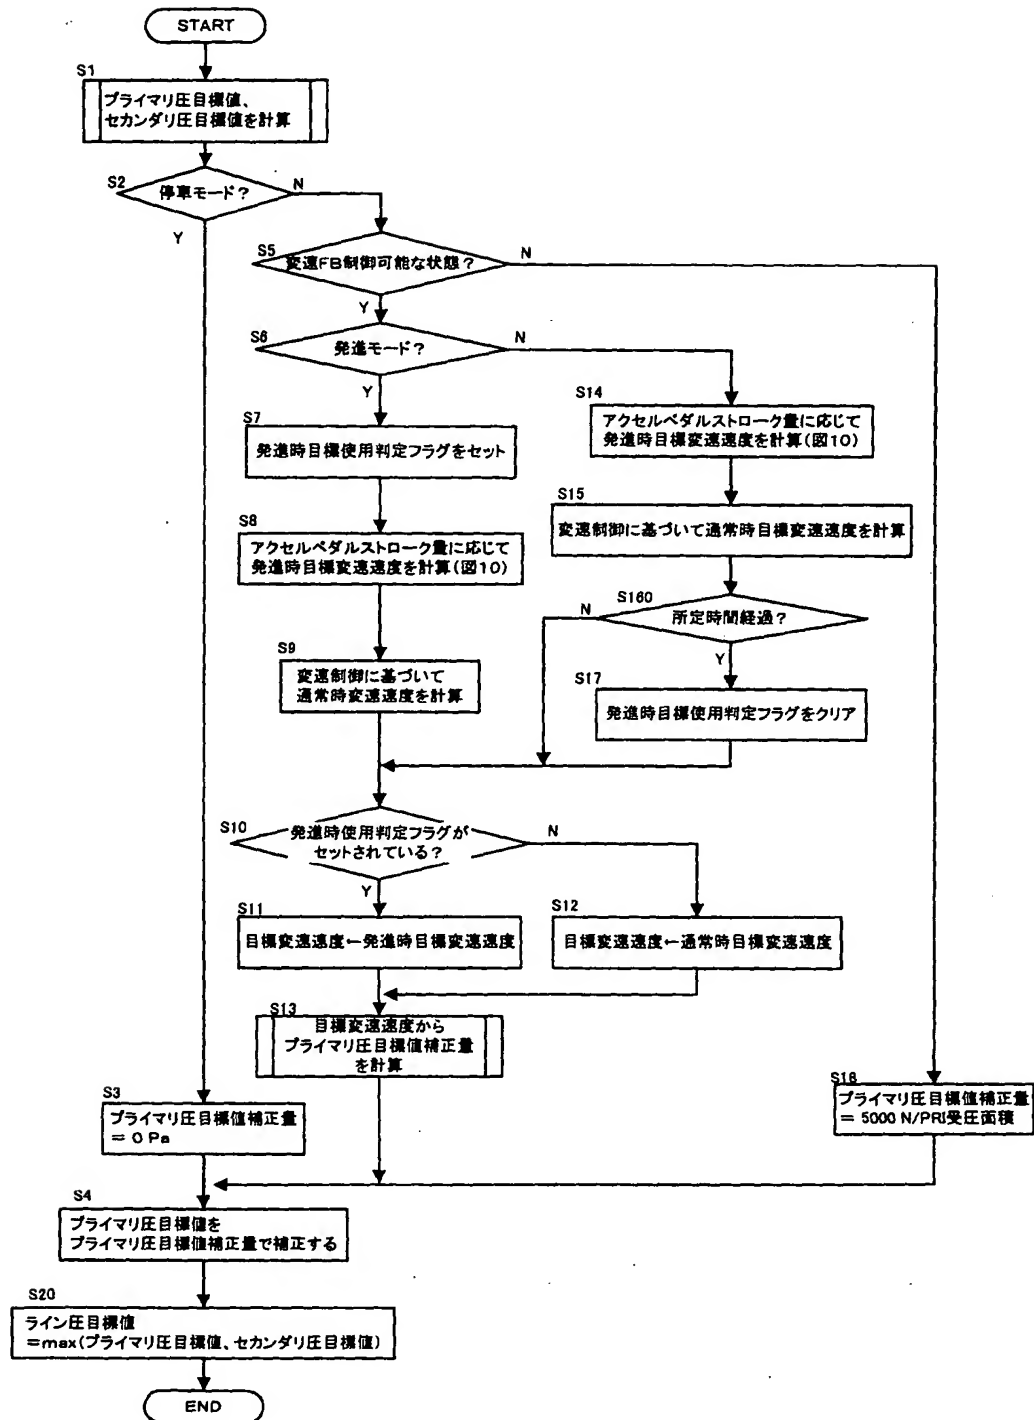 START
S1
プライマリ圧目標値、
セカンダリ圧目標値を計算
S2
停車モード？
N
Y
S5
変速FB制御可能な状態？
N
Y
S6
発進モード？
N
Y
S7
発進時目標使用判定フラグをセット
S14
アクセルペダルストローク量に応じて
発進時目標変速速度を計算(図10)
S8
アクセルペダルストローク量に応じて
発進時目標変速速度を計算(図10)
S15
変速制御に基づいて通常時目標変速速度を計算
S160
所定時間経過？
N
Y
S9
変速制御に基づいて
通常時変速速度を計算
S17
発進時目標使用判定フラグをクリア
S10
発進時使用判定フラグが
セットされている？
N
Y
S11
目標変速速度←発進時目標変速速度
S12
目標変速速度←通常時目標変速速度
S13
目標変速速度から
プライマリ圧目標値補正量
を計算
S3
プライマリ圧目標値補正量
＝0 Pa
S18
プライマリ圧目標値補正量
＝ 5000 N/PRI受圧面積
S4
プライマリ圧目標値を
プライマリ圧目標値補正量で補正する
S20
ライン圧目標値
＝max(プライマリ圧目標値、セカンダリ圧目標値)
END